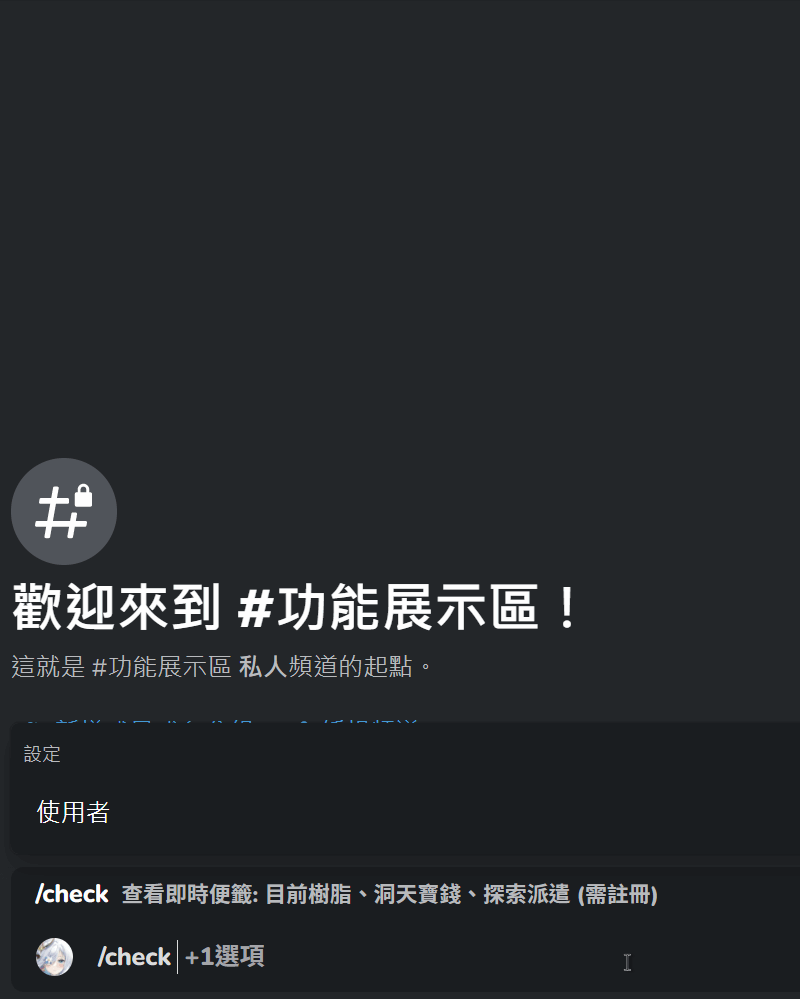 歡迎來到 #功能展示區！
這就是 #功能展示區 私人頻道的起點。
設定
使用者
/check 查看即時便籤: 目前樹脂、洞天寶錢、探索派遣 (需註冊)
/check +1選項